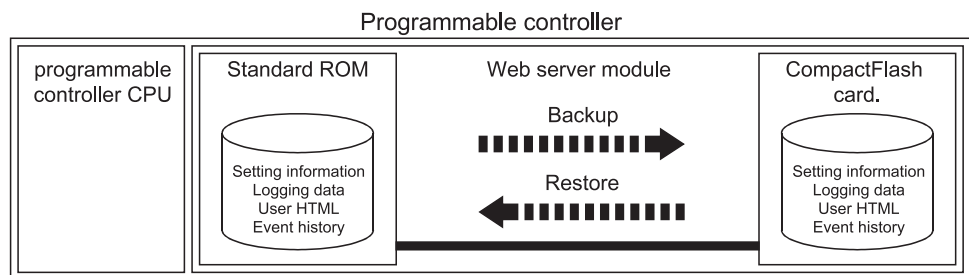 Programmable controller
programmable
controller CPU
Standard ROM
Setting information
Logging data
User HTML
Event history
Web server module
Backup
Restore
CompactFlash
card.
Setting information
Logging data
User HTML
Event history